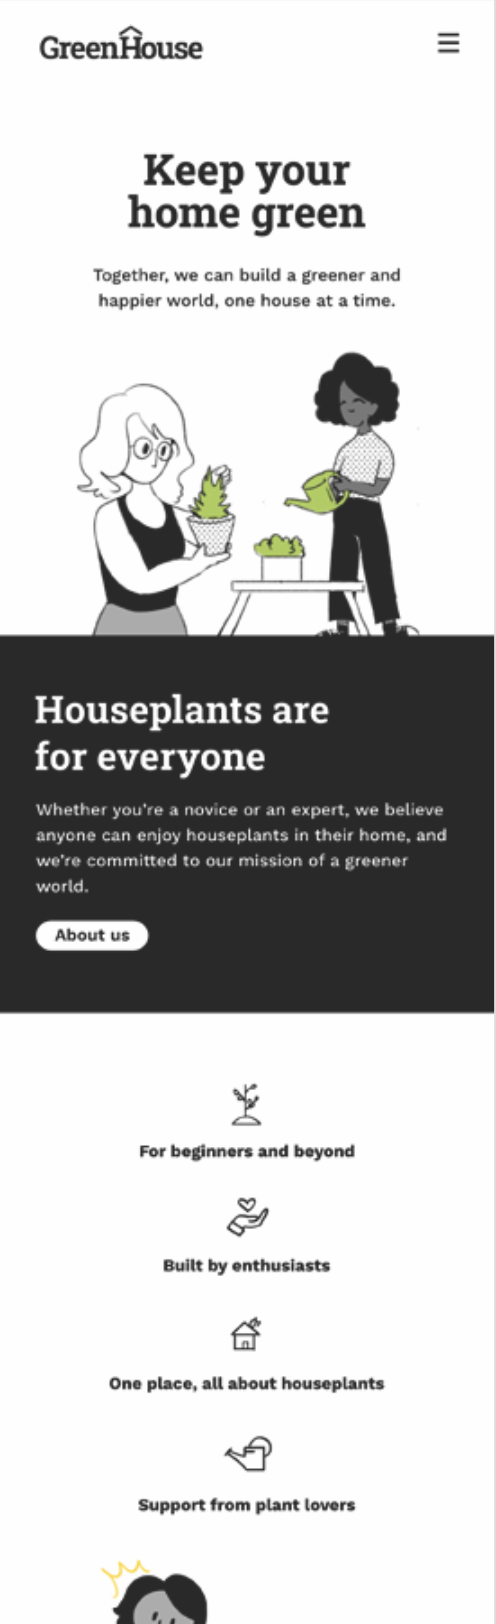 GreenHouse
Keep your
home green
Together, we can build a greener and
happier world, one house at a time.
Houseplants are
for everyone
Whether you're a novice or an expert, we believe
anyone can enjoy houseplants in their home, and
we're committed to our mission of a greener
world.
About us
For beginners and beyond
Built by enthusiasts
One place, all about houseplants
Support from plant lovers